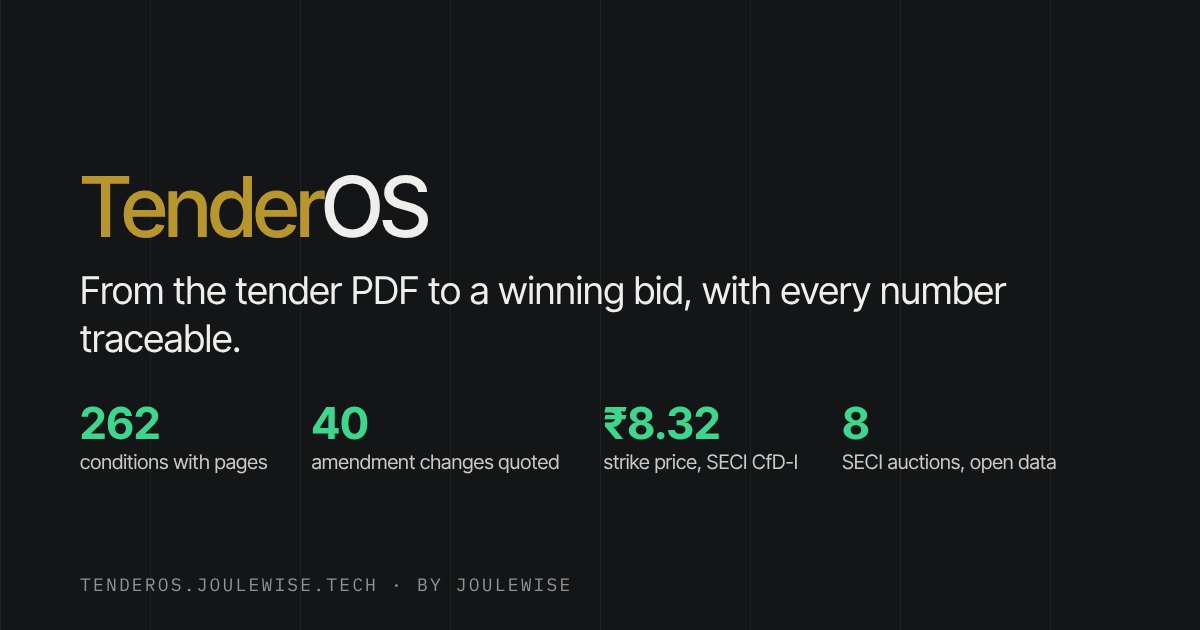 TenderOS
From the tender PDF to a winning bid, with every number
traceable.
262
conditions with pages
40
amendment changes quoted
₹8.32
strike price, SECI CfD-I
8
SECI auctions, open data
TENDEROS.JOULEWISE.TECH · BY JOULEWISE